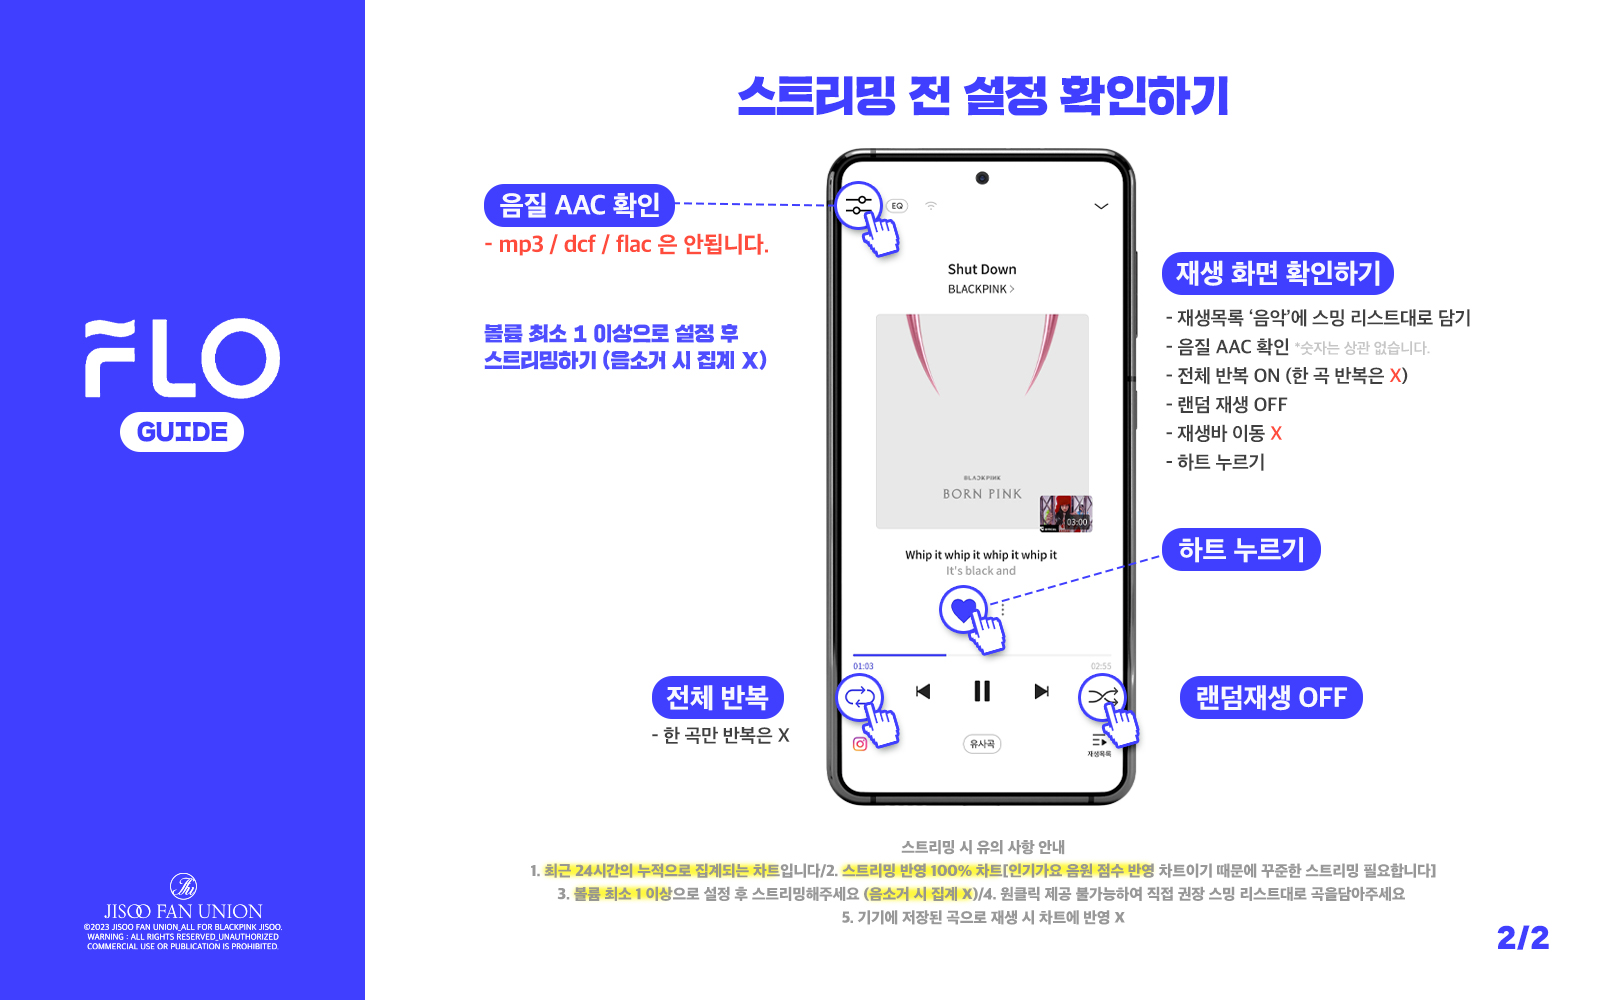 스트리밍 전 설정 확인하기
음질 AAC 확인
- mp3 / dcf / flac 은 안됩니다.
볼륨 최소 1 이상으로 설정 후
스트리밍하기 (음소거 시 집계 X)
FLO
GUIDE
EQ
Shut Down
BLACKPINK >
BLACKPINK
BORN PINK
03:00
Whip it whip it whip it whip it
It's black and
01:03
02:55
유사곡
재생목록
재생 화면 확인하기
- 재생목록 ‘음악’에 스밍 리스트대로 담기
- 음질 AAC 확인 *숫자는 상관 없습니다.
- 전체 반복 ON (한 곡 반복은 X)
- 랜덤 재생 OFF
- 재생바 이동 X
- 하트 누르기
하트 누르기
전체 반복
- 한 곡만 반복은 X
랜덤재생 OFF
스트리밍 시 유의 사항 안내
1. 최근 24시간의 누적으로 집계되는 차트입니다/2. 스트리밍 반영 100% 차트[인기가요 음원 점수 반영 차트이기 때문에 꾸준한 스트리밍 필요합니다]
3. 볼륨 최소 1 이상으로 설정 후 스트리밍해주세요 (음소거 시 집계 X)/4. 원클릭 제공 불가능하여 직접 권장 스밍 리스트대로 곡을담아주세요
5. 기기에 저장된 곡으로 재생 시 차트에 반영 X
JISOO FAN UNION
©2023 JISOO FAN UNION_ALL FOR BLACKPINK JISOO.
WARNING : ALL RIGHTS RESERVED_UNAUTHORIZED
COMMERCIAL USE OR PUBLICATION IS PROHIBITED.
2/2